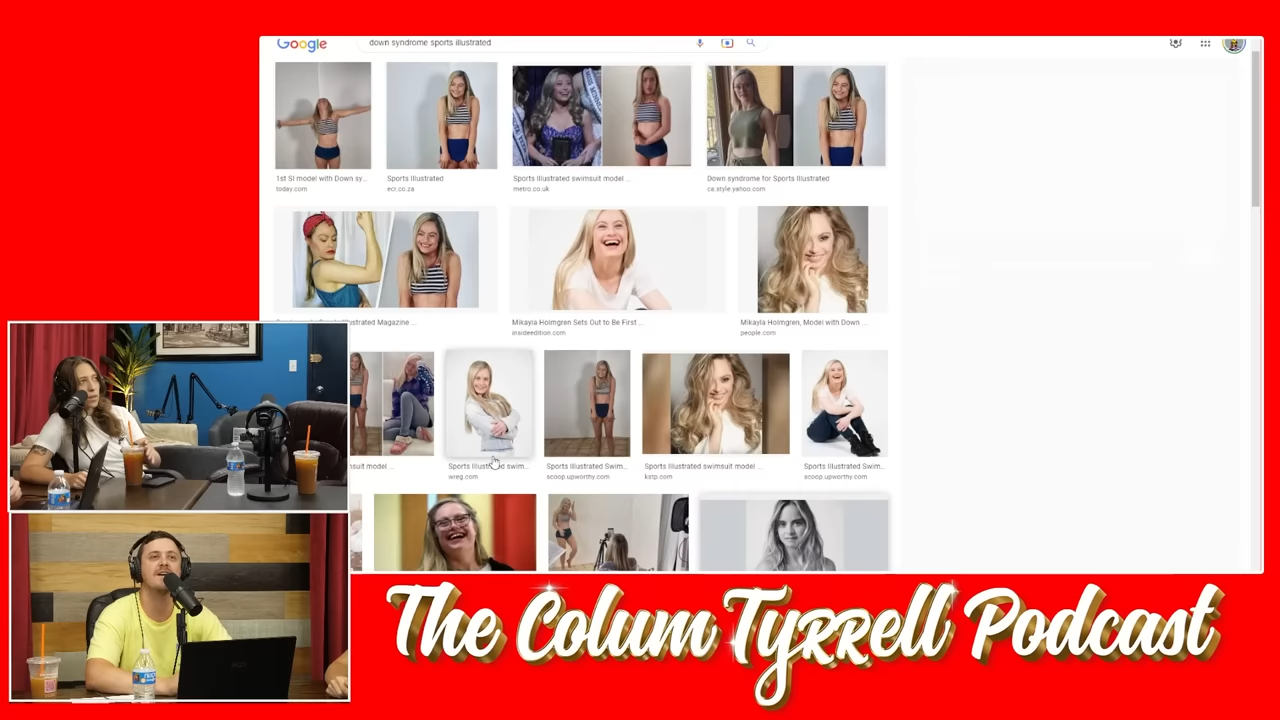 Google
down syndrome sports illustrated
1st SI model with Down sy...
today.com
Sports Illustrated
ecr.co.za
Sports Illustrated swimsuit model ...
metro.co.uk
Down syndrome for Sports Illustrated
ca.style.yahoo.com
Illustrated Magazine ...
Mikayla Holmgren Sets Out to Be First ...
insideedition.com
Mikayla Holmgren, Model with Down ...
people.com
suit model ...
Sports Illustrated swim...
wreg.com
Sports Illustrated Swim...
scoop.upworthy.com
Sports Illustrated swimsuit model ...
kstp.com
Sports Illustrated Swim...
scoop.upworthy.com
The Colum Tyrrell Podcast